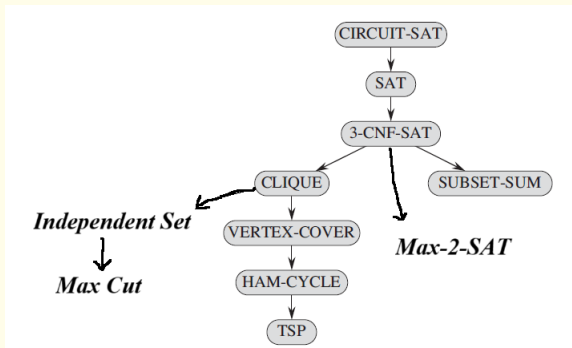 CIRCUIT-SAT
SAT
3-CNF-SAT
CLIQUE
SUBSET-SUM
Independent Set
VERTEX-COVER
Max-2-SAT
Max Cut
HAM-CYCLE
TSP